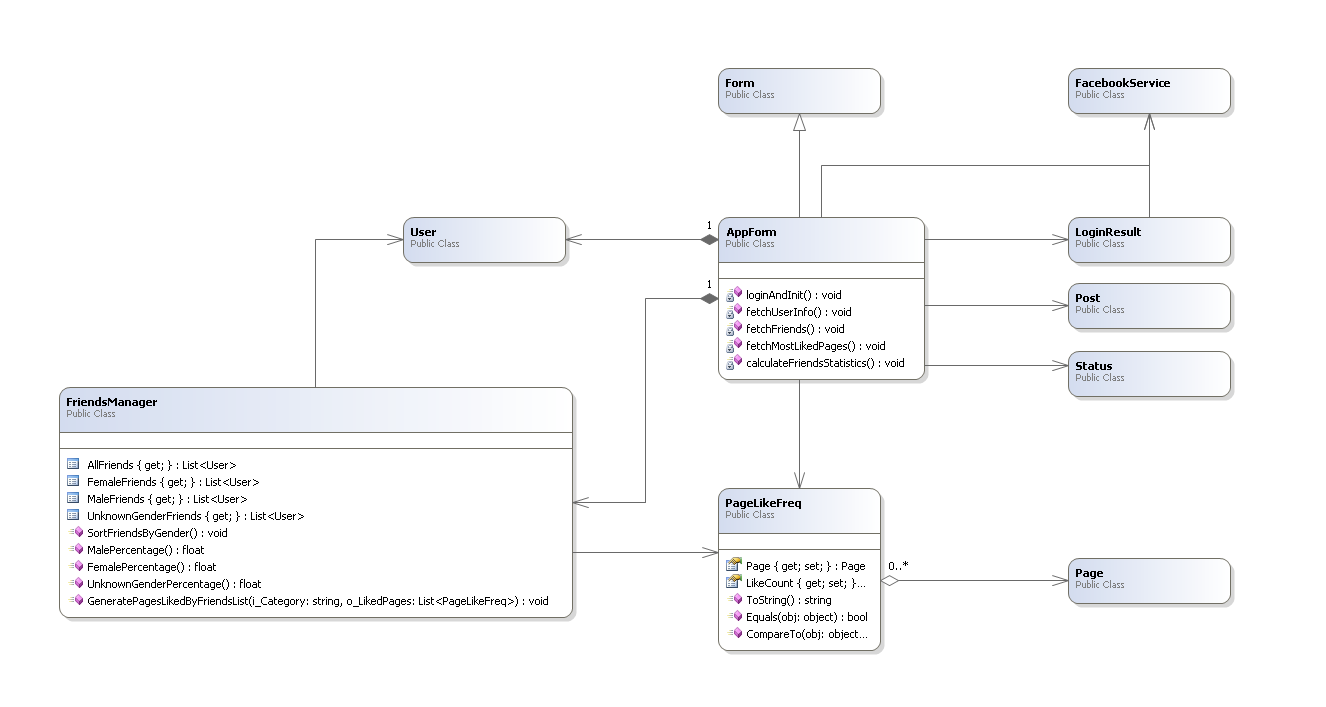 Form
Public Class
FacebookService
Public Class
User
Public Class
1
AppForm
Public Class
LoginResult
Public Class
1
loginAndInit() : void
fetchUserInfo() : void
fetchFriends() : void
fetchMostLikedPages() : void
calculateFriendsStatistics() : void
Post
Public Class
Status
Public Class
FriendsManager
Public Class
AllFriends { get; } : List<User>
FemaleFriends { get; } : List<User>
MaleFriends { get; } : List<User>
UnknownGenderFriends { get; } : List<User>
SortFriendsByGender() : void
MalePercentage() : float
FemalePercentage() : float
UnknownGenderPercentage() : float
GeneratePagesLikedByFriendsList(i_Category: string, o_LikedPages: List<PageLikeFreq>) : void
PageLikeFreq
Public Class
Page { get; set; } : Page
LikeCount { get; set; }...
ToString() : string
Equals(obj: object) : bool
CompareTo(obj: object...
0..*
Page
Public Class